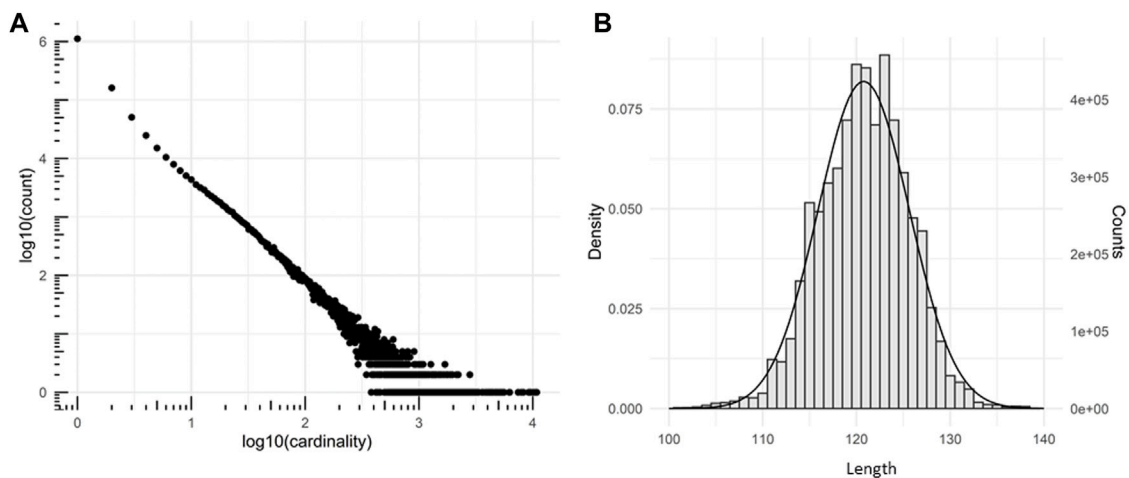 A
6
4
2
0
log10(count)
0
1
2
3
4
log10(cardinality)
B
0.075
0.050
0.025
0.000
Density
4e+05
3e+05
2e+05
1e+05
0e+00
Counts
100
110
120
130
140
Length